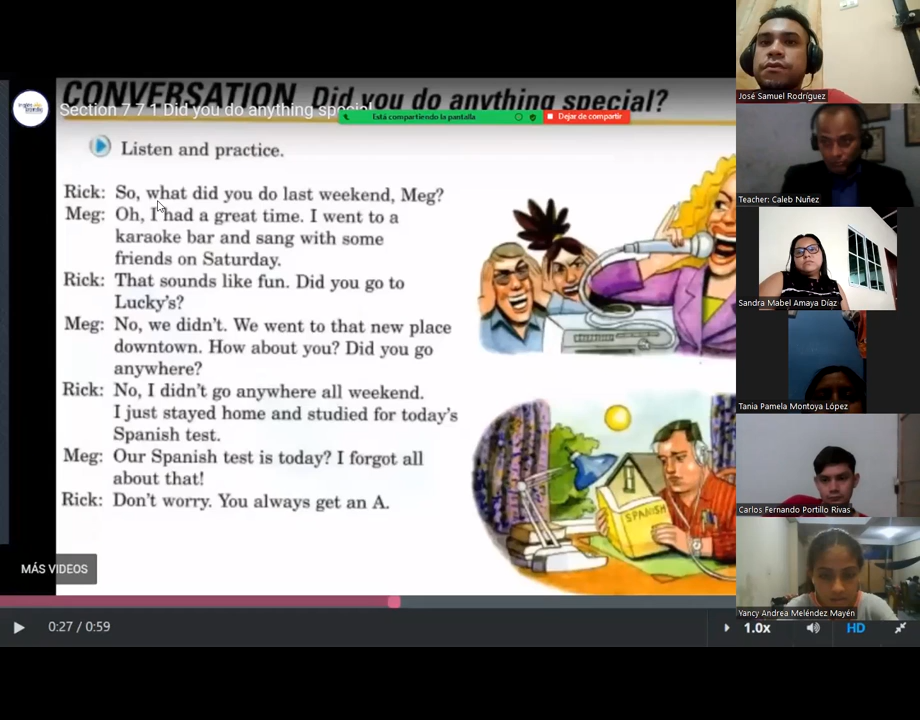 CONVERSATION Did you do anything special?
Section 7 7 1 Did you do anything special
Está compartiendo la pantalla
Dejar de compartir
Listen and practice.
Rick: So, what did you do last weekend, Meg?
Meg: Oh, I had a great time. I went to a
karaoke bar and sang with some
friends on Saturday.
Rick: That sounds like fun. Did you go to
Lucky's?
Meg: No, we didn't. We went to that new place
downtown. How about you? Did you go
anywhere?
Rick: No, I didn't go anywhere all weekend.
I just stayed home and studied for today's
Spanish test.
Meg: Our Spanish test is today? I forgot all
about that!
Rick: Don't worry. You always get an A.
SPANISH
MÁS VIDEOS
0:27 / 0:59
1.0x
HD
José Samuel Rodríguez
Teacher: Caleb Nuñez
Sandra Mabel Amaya Díaz
Tania Pamela Montoya López
Carlos Fernando Portillo Rivas
Yancy Andrea Meléndez Mayén